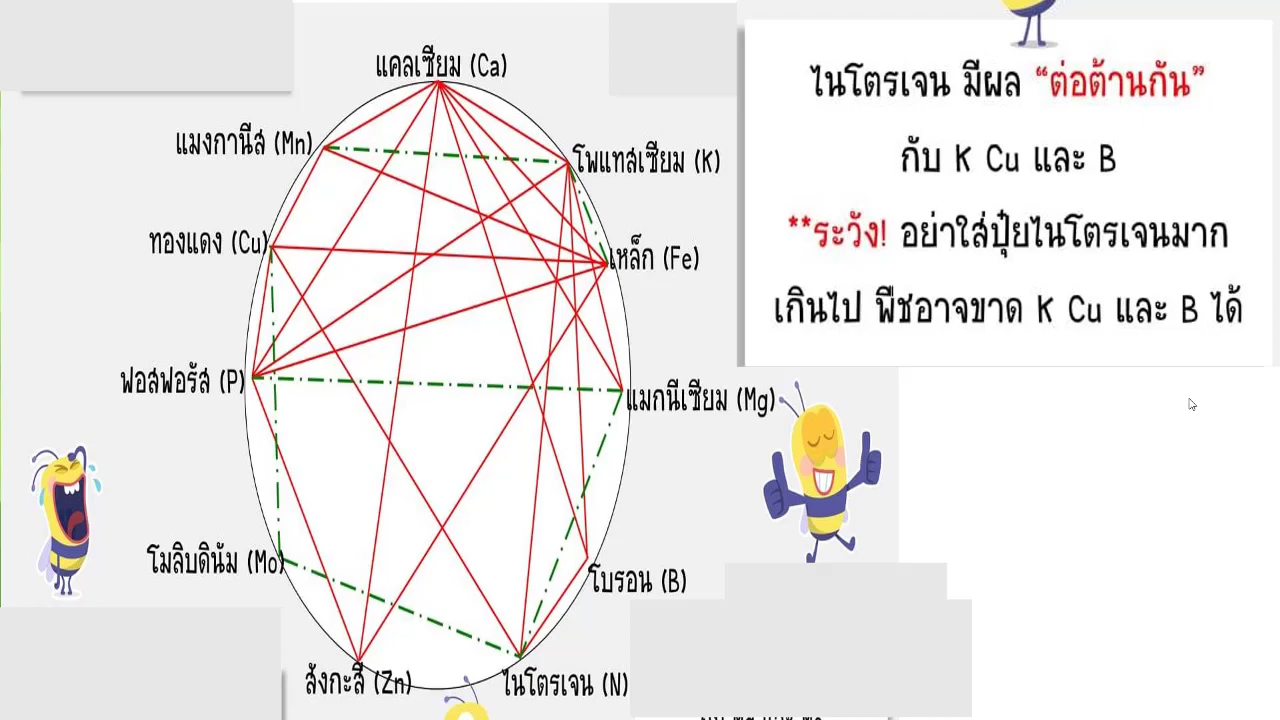 แคลเซียม (Ca)
แมงกานีส (Mn)
โพแทสเซียม (K)
ทองแดง (Cu)
เหล็ก (Fe)
ฟอสฟอรัส (P)
แมกนีเซียม (Mg)
โมลิบดินัม (Mo)
โบรอน (B)
สังกะสี (Zn)
ไนโตรเจน (N)
ไนโตรเจน มีผล “ต่อต้านกัน”
กับ K Cu และ B
**ระวัง! อย่าใส่ปุ๋ยไนโตรเจนมาก
เกินไป พืชอาจขาด K Cu และ B ได้